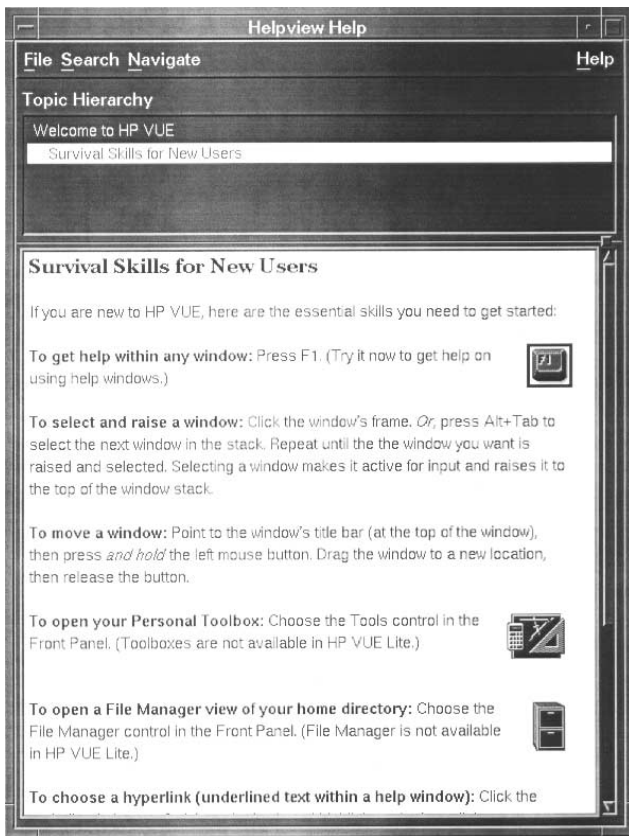 Helpview Help
File Search Navigate Help
Topic Hierarchy
Welcome to HP VUE
Survival Skills for New Users
Survival Skills for New Users
If you are new to HP VUE, here are the essential skills you need to get started:
To get help within any window: Press F1. (Try it now to get help on
using help windows.)
F1
To select and raise a window: Click the window's frame. Or, press Alt+Tab to
select the next window in the stack. Repeat until the the window you want is
raised and selected. Selecting a window makes it active for input and raises it to
the top of the window stack.
To move a window: Point to the window's title bar (at the top of the window),
then press and hold the left mouse button. Drag the window to a new location,
then release the button.
To open your Personal Toolbox: Choose the Tools control in the
Front Panel. (Toolboxes are not available in HP VUE Lite.)
To open a File Manager view of your home directory: Choose the
File Manager control in the Front Panel. (File Manager is not available
in HP VUE Lite.)
To choose a hyperlink (underlined text within a help window): Click the